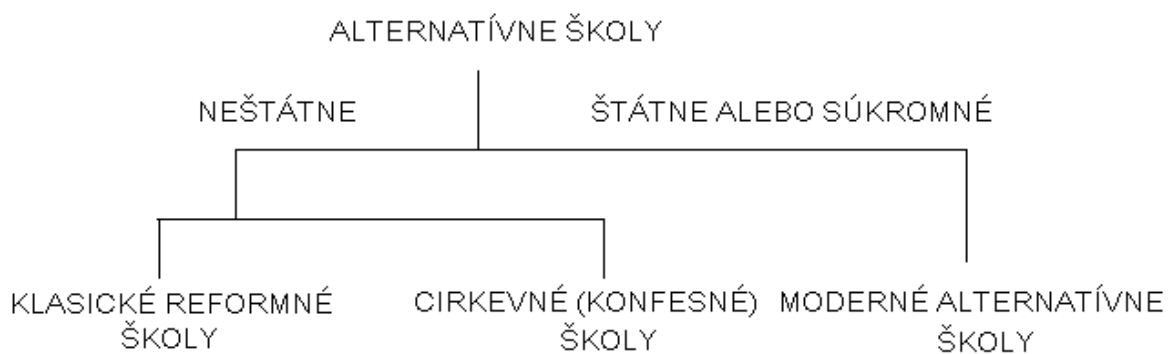 ALTERNATÍVNE ŠKOLY
NEŠTÁTNE
ŠTÁTNE ALEBO SÚKROMNÉ
KLASICKÉ REFORMNÉ
ŠKOLY
CIRKEVNÉ (KONFESNÉ)
ŠKOLY
MODERNÉ ALTERNATÍVNE
ŠKOLY